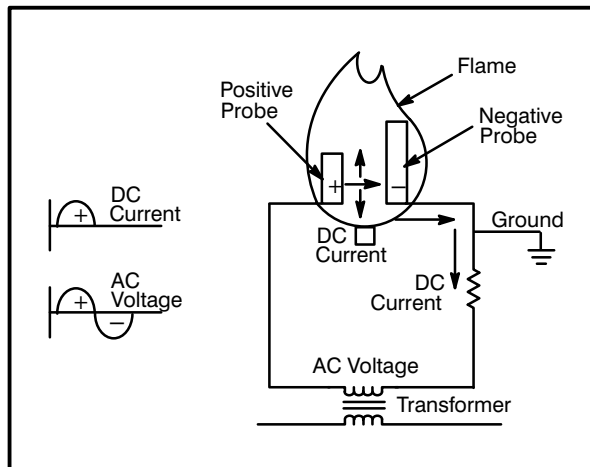 Flame
Positive
Probe
Negative
Probe
+
−
DC
Current
+
Ground
DC
Current
DC
Current
AC
Voltage
+
−
AC Voltage
Transformer